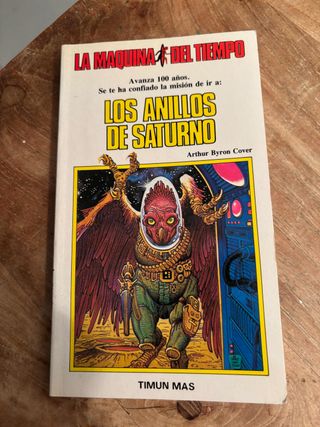 LA MAQUINA DEL TIEMPO
Avanza 100 años.
Se te ha confiado la misión de ir a:
LOS ANILLOS
DE SATURNO
Arthur Byron Cover
TIMUN MAS